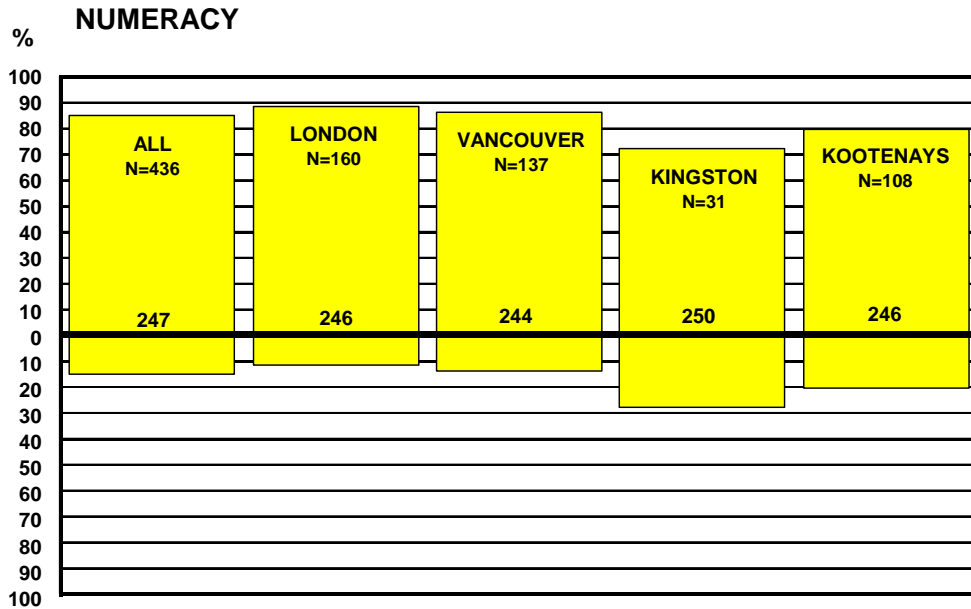 NUMERACY
%
100
90
80
70
60
50
40
30
20
10
0
10
20
30
40
50
60
70
80
90
100
ALL
N=436
247
LONDON
N=160
246
VANCOUVER
N=137
244
KINGSTON
N=31
250
KOOTENAYS
N=108
246